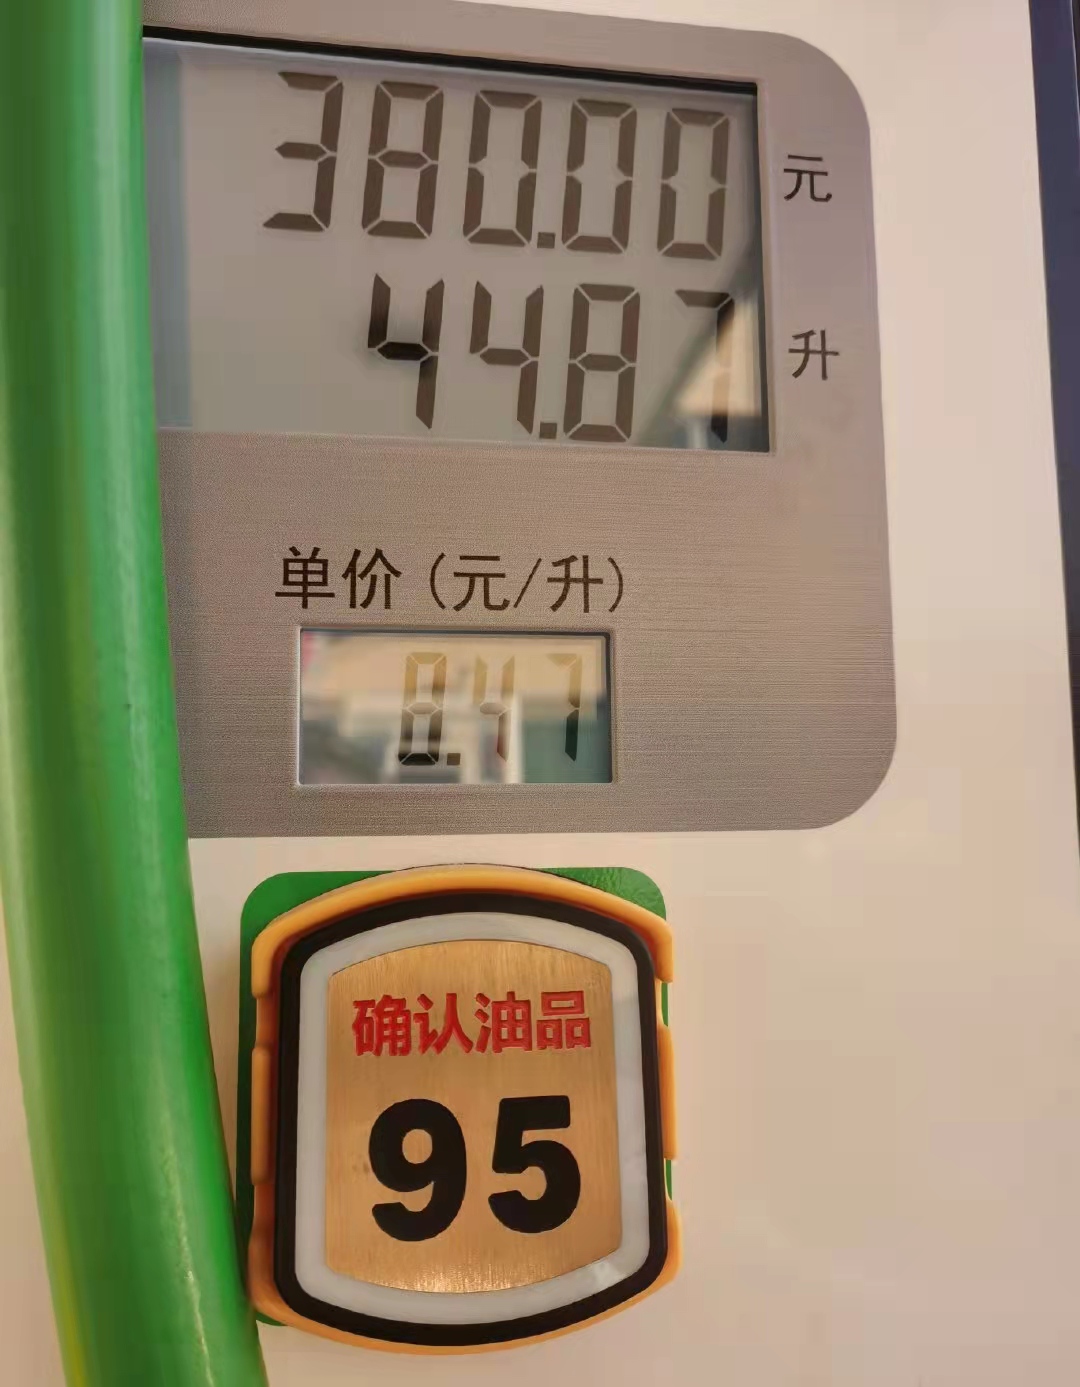 380.00 元
44.87 升
单价(元/升)
8.47
确认油品
95